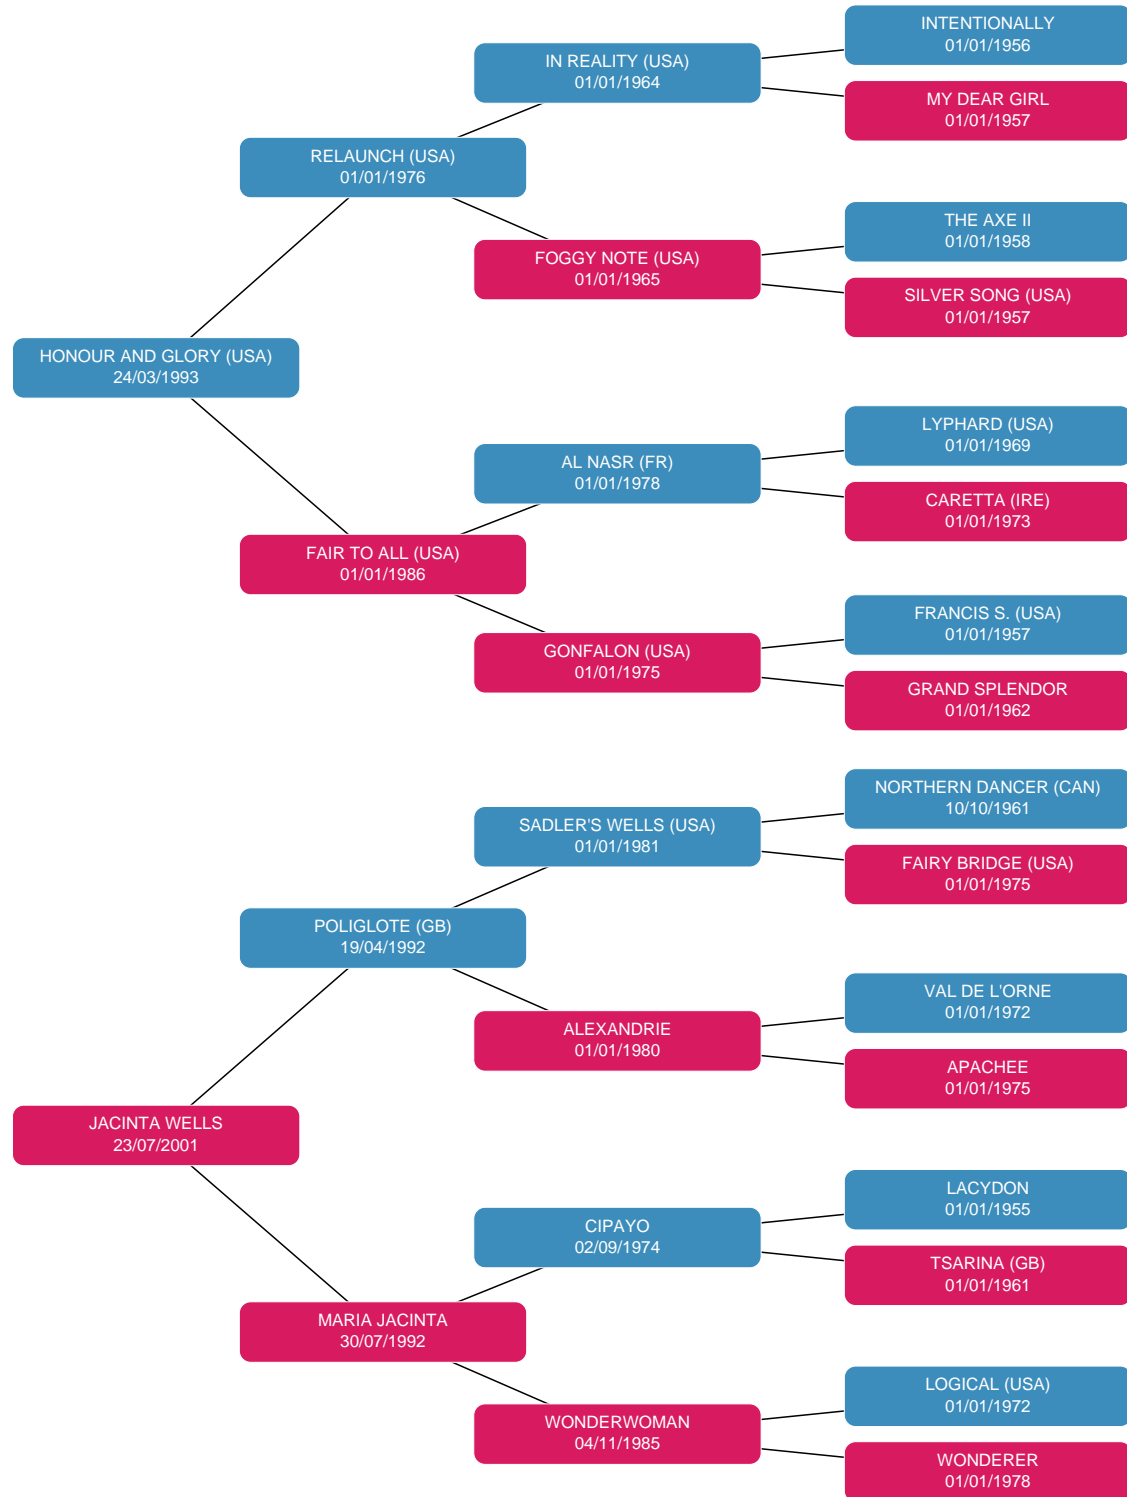 INTENTIONALLY
01/01/1956
IN REALITY (USA)
01/01/1964
MY DEAR GIRL
01/01/1957
RELAUNCH (USA)
01/01/1976
THE AXE II
01/01/1958
FOGGY NOTE (USA)
01/01/1965
SILVER SONG (USA)
01/01/1957
HONOUR AND GLORY (USA)
24/03/1993
LYPHARD (USA)
01/01/1969
AL NASR (FR)
01/01/1978
CARETTA (IRE)
01/01/1973
FAIR TO ALL (USA)
01/01/1986
FRANCIS S. (USA)
01/01/1957
GONFALON (USA)
01/01/1975
GRAND SPLENDOR
01/01/1962
NORTHERN DANCER (CAN)
10/10/1961
SADLER'S WELLS (USA)
01/01/1981
FAIRY BRIDGE (USA)
01/01/1975
POLIGLOTE (GB)
19/04/1992
VAL DE L'ORNE
01/01/1972
ALEXANDRIE
01/01/1980
APACHEE
01/01/1975
JACINTA WELLS
23/07/2001
LACYDON
01/01/1955
CIPAYO
02/09/1974
TSARINA (GB)
01/01/1961
MARIA JACINTA
30/07/1992
LOGICAL (USA)
01/01/1972
WONDERWOMAN
04/11/1985
WONDERER
01/01/1978